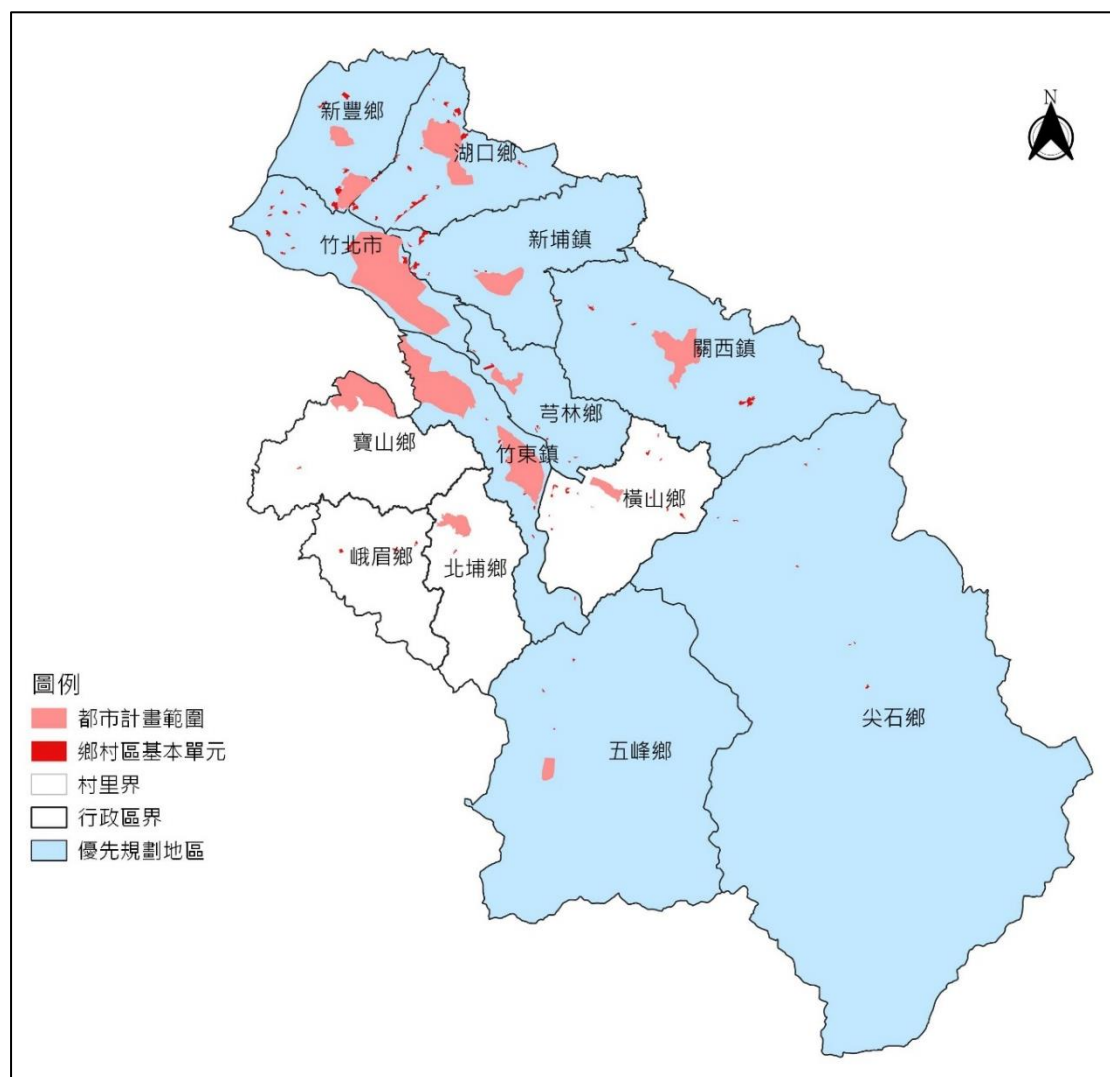 N
新豐鄉
湖口鄉
竹北市
新埔鎮
關西鎮
芎林鄉
寶山鄉
竹東鎮
橫山鄉
峨眉鄉
北埔鄉
尖石鄉
五峰鄉
圖例
都市計畫範圍
鄉村區基本單元
村里界
行政區界
優先規劃地區